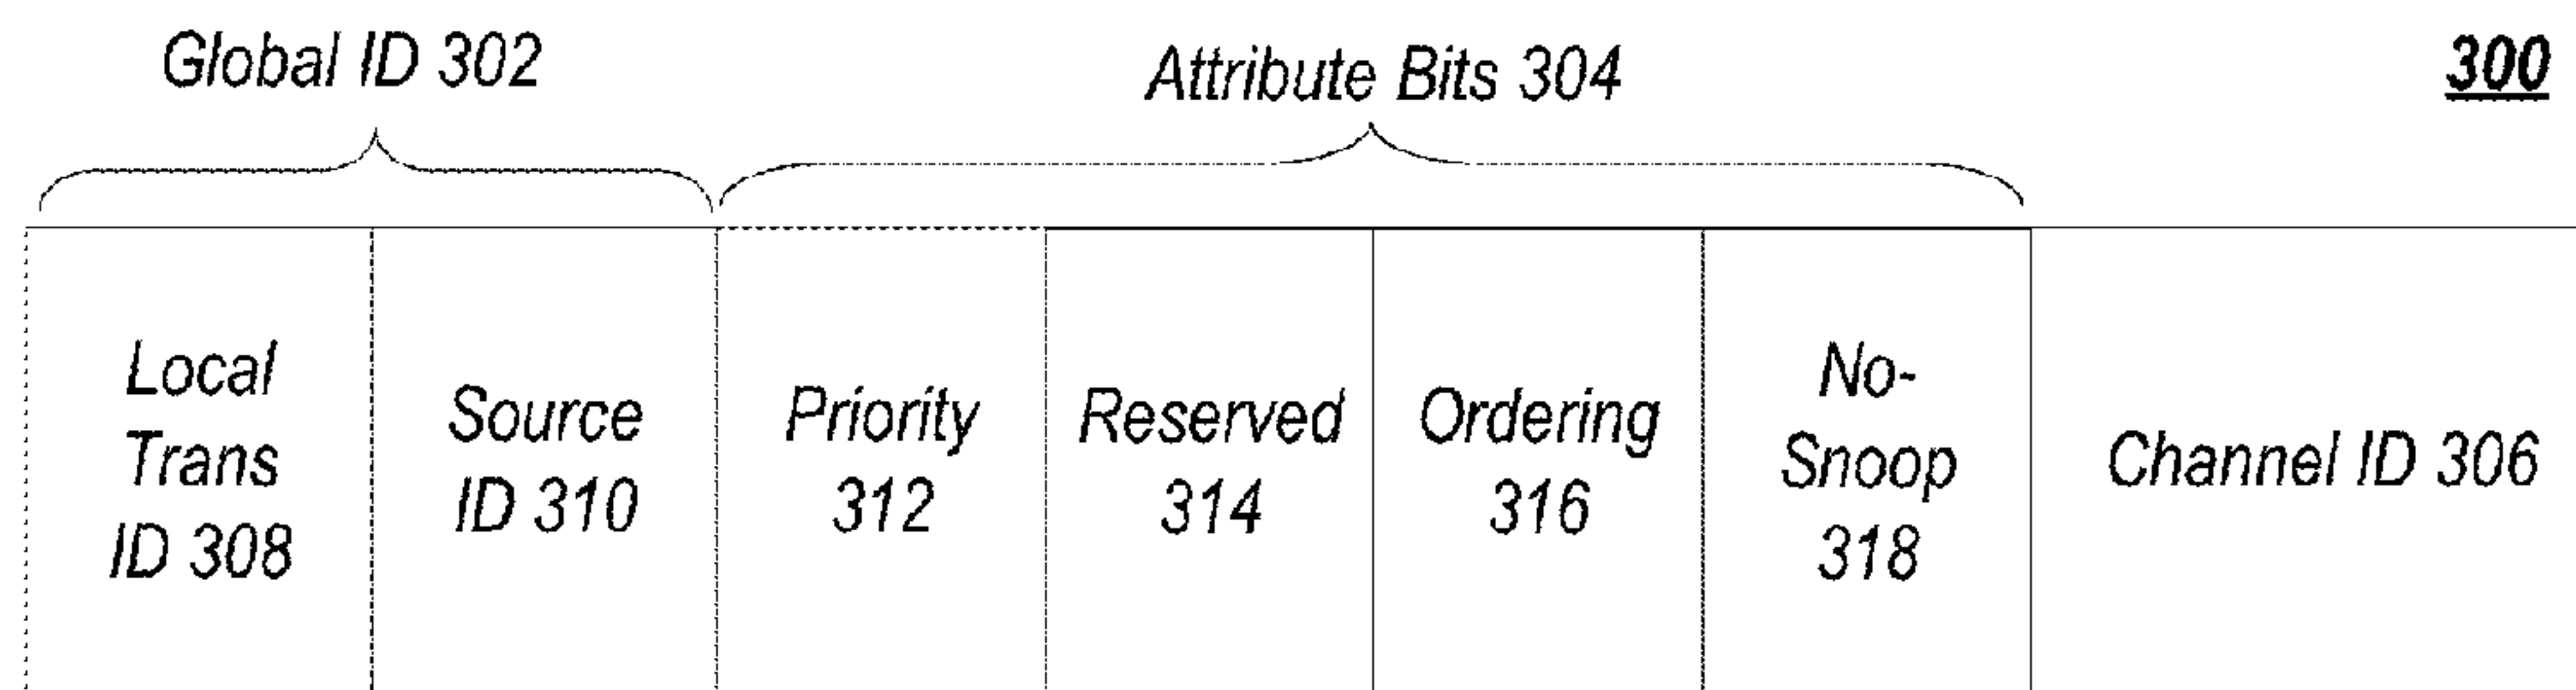 Global ID 302
Attribute Bits 304
300
Local
Trans
ID 308
Source
ID 310
Priority
312
Reserved
314
Ordering
316
No-
Snoop
318
Channel ID 306